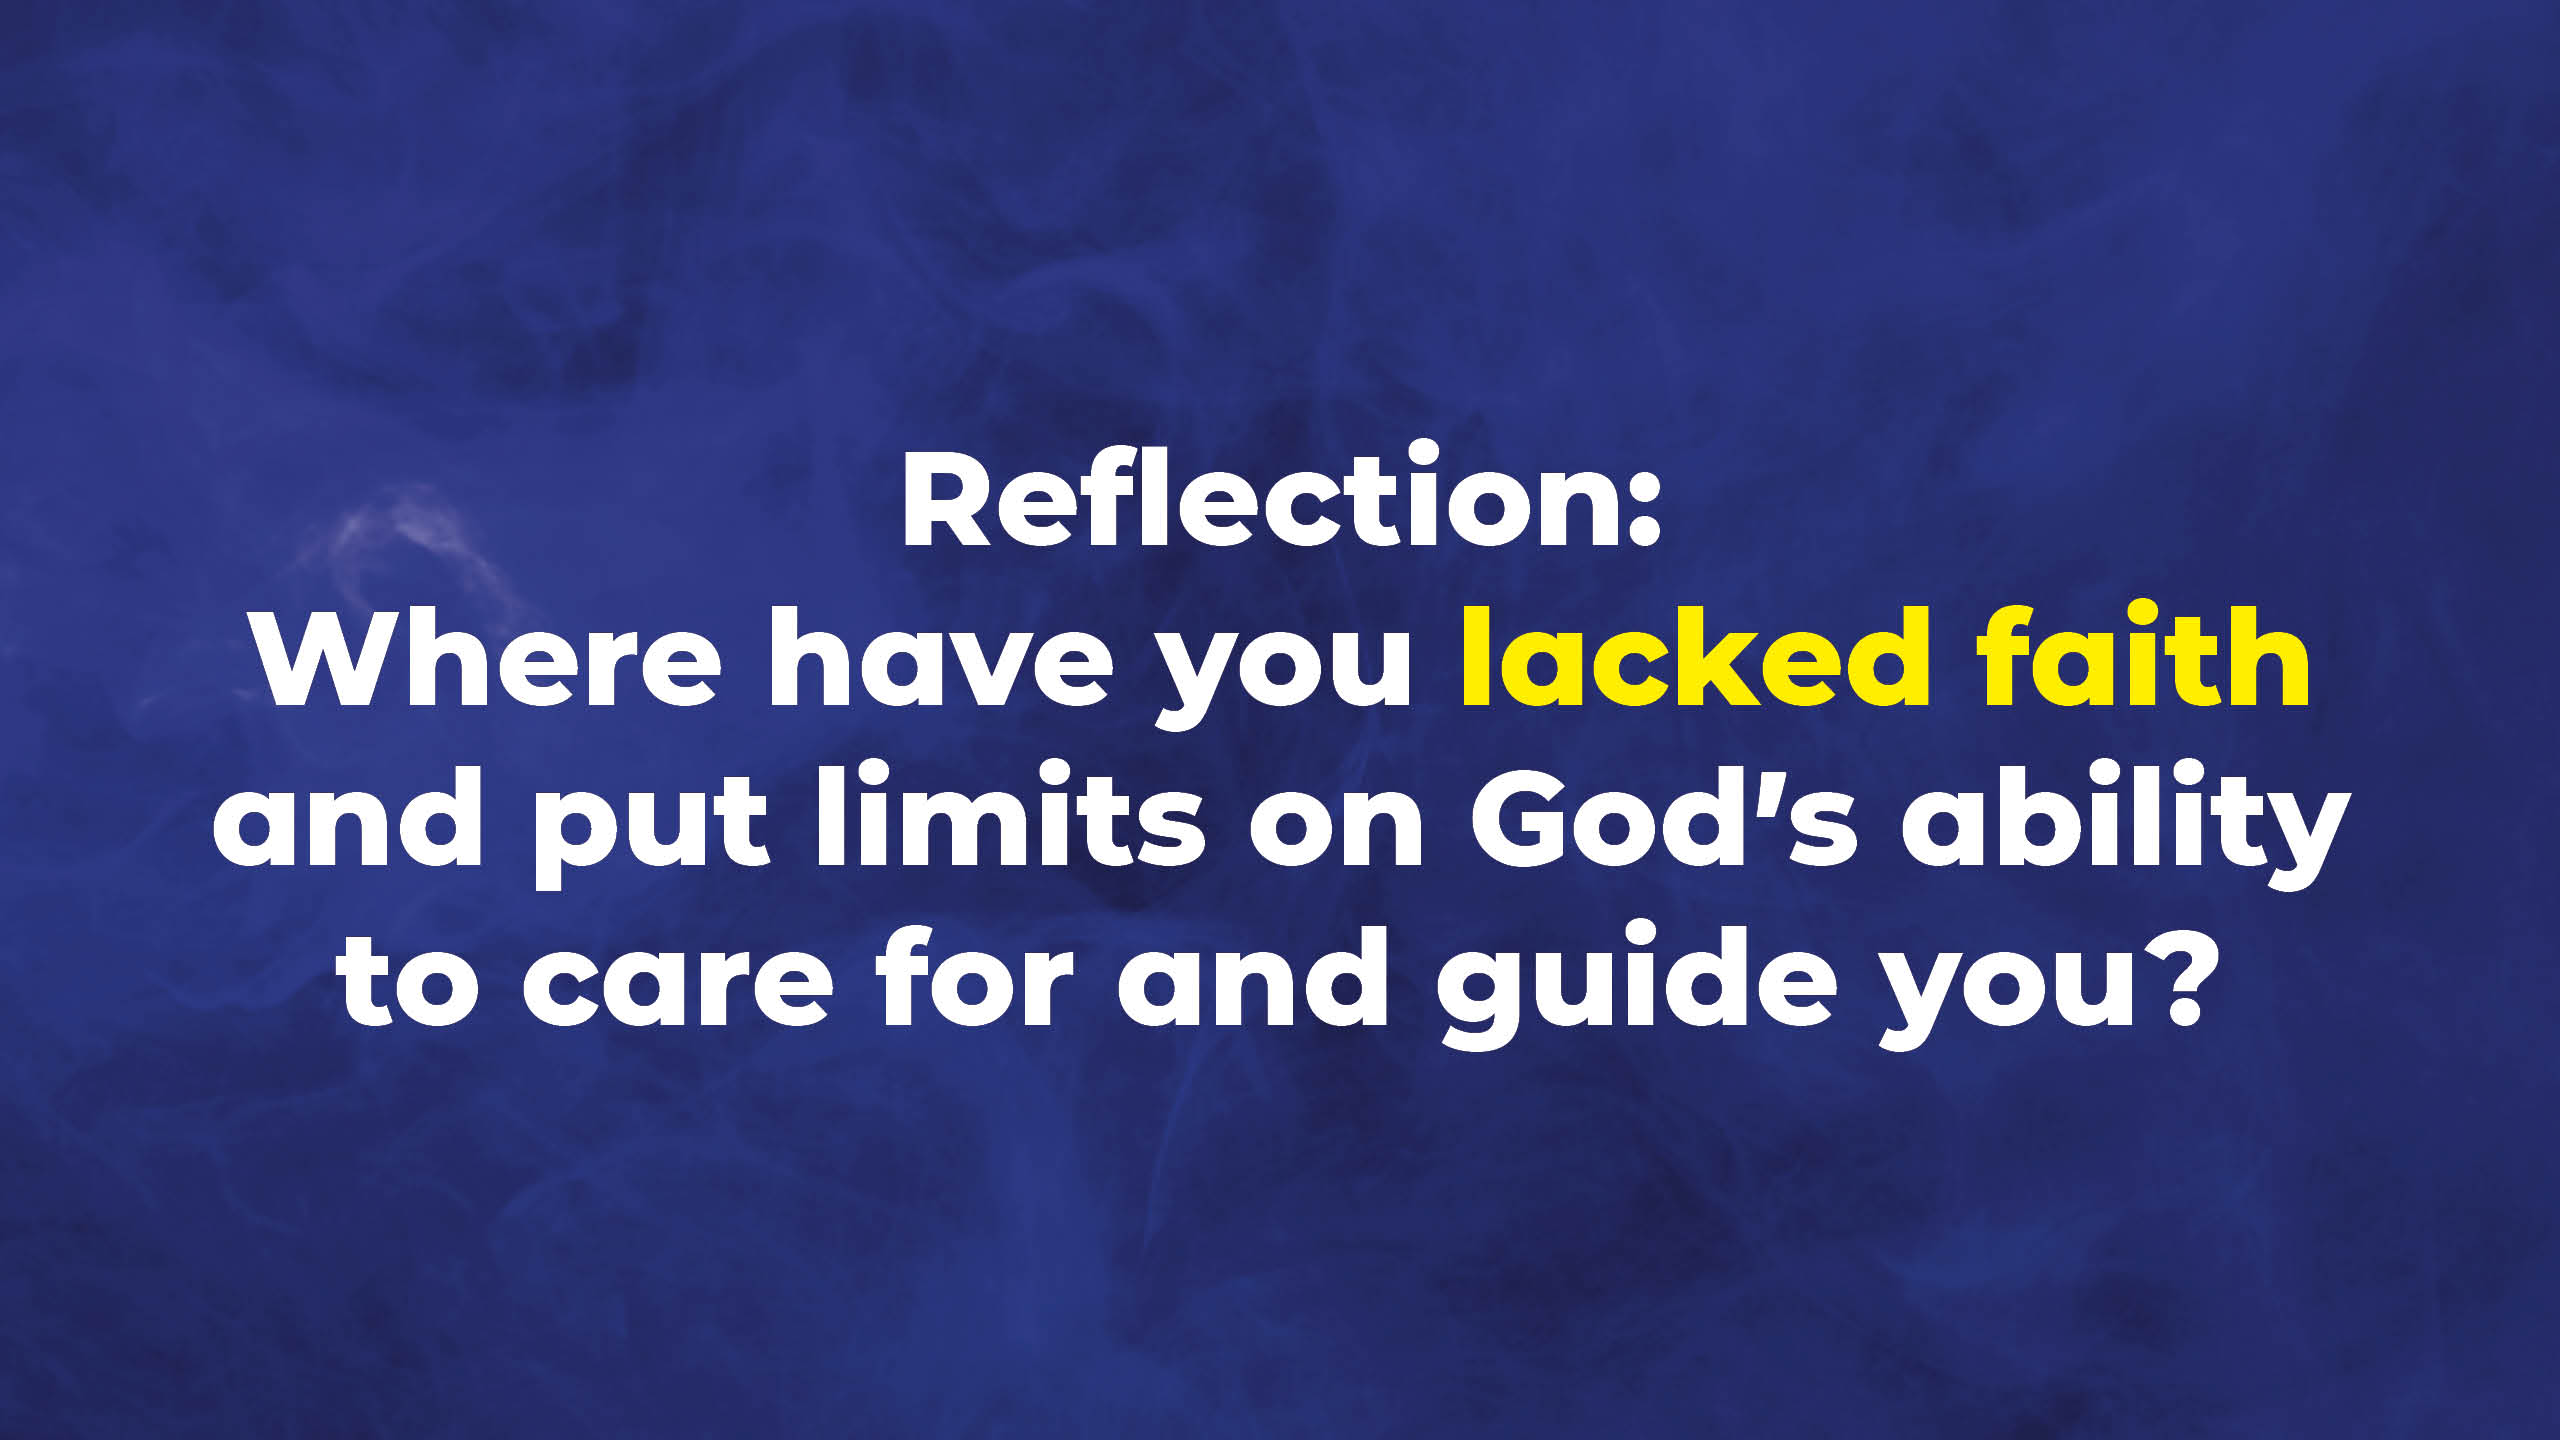 Reflection:
Where have you lacked faith
and put limits on God's ability
to care for and guide you?